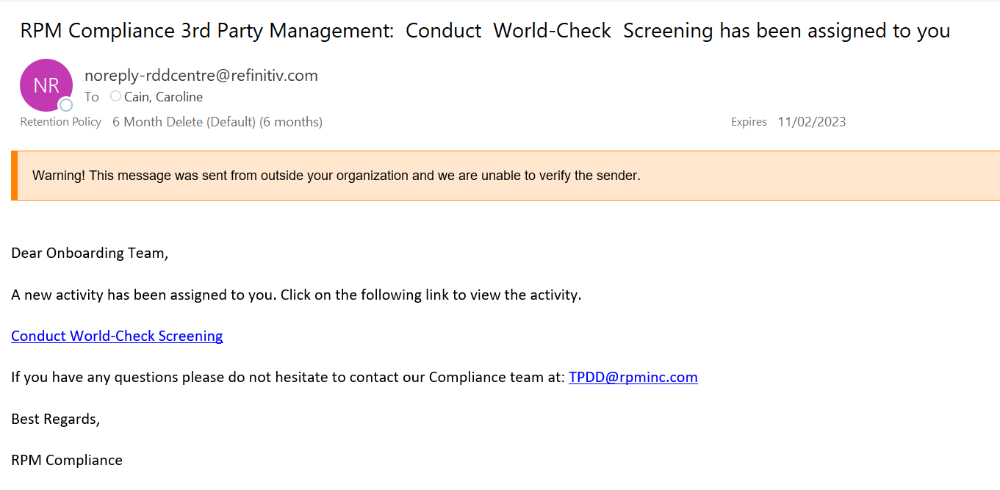 RPM Compliance 3rd Party Management:  Conduct  World-Check  Screening has been assigned to you
NR
noreply-rddcentre@refinitiv.com
To Cain, Caroline
Retention Policy 6 Month Delete (Default) (6 months) Expires 11/02/2023
Warning! This message was sent from outside your organization and we are unable to verify the sender.
Dear Onboarding Team,
A new activity has been assigned to you. Click on the following link to view the activity.
Conduct World-Check Screening
If you have any questions please do not hesitate to contact our Compliance team at: TPDD@rpminc.com
Best Regards,
RPM Compliance